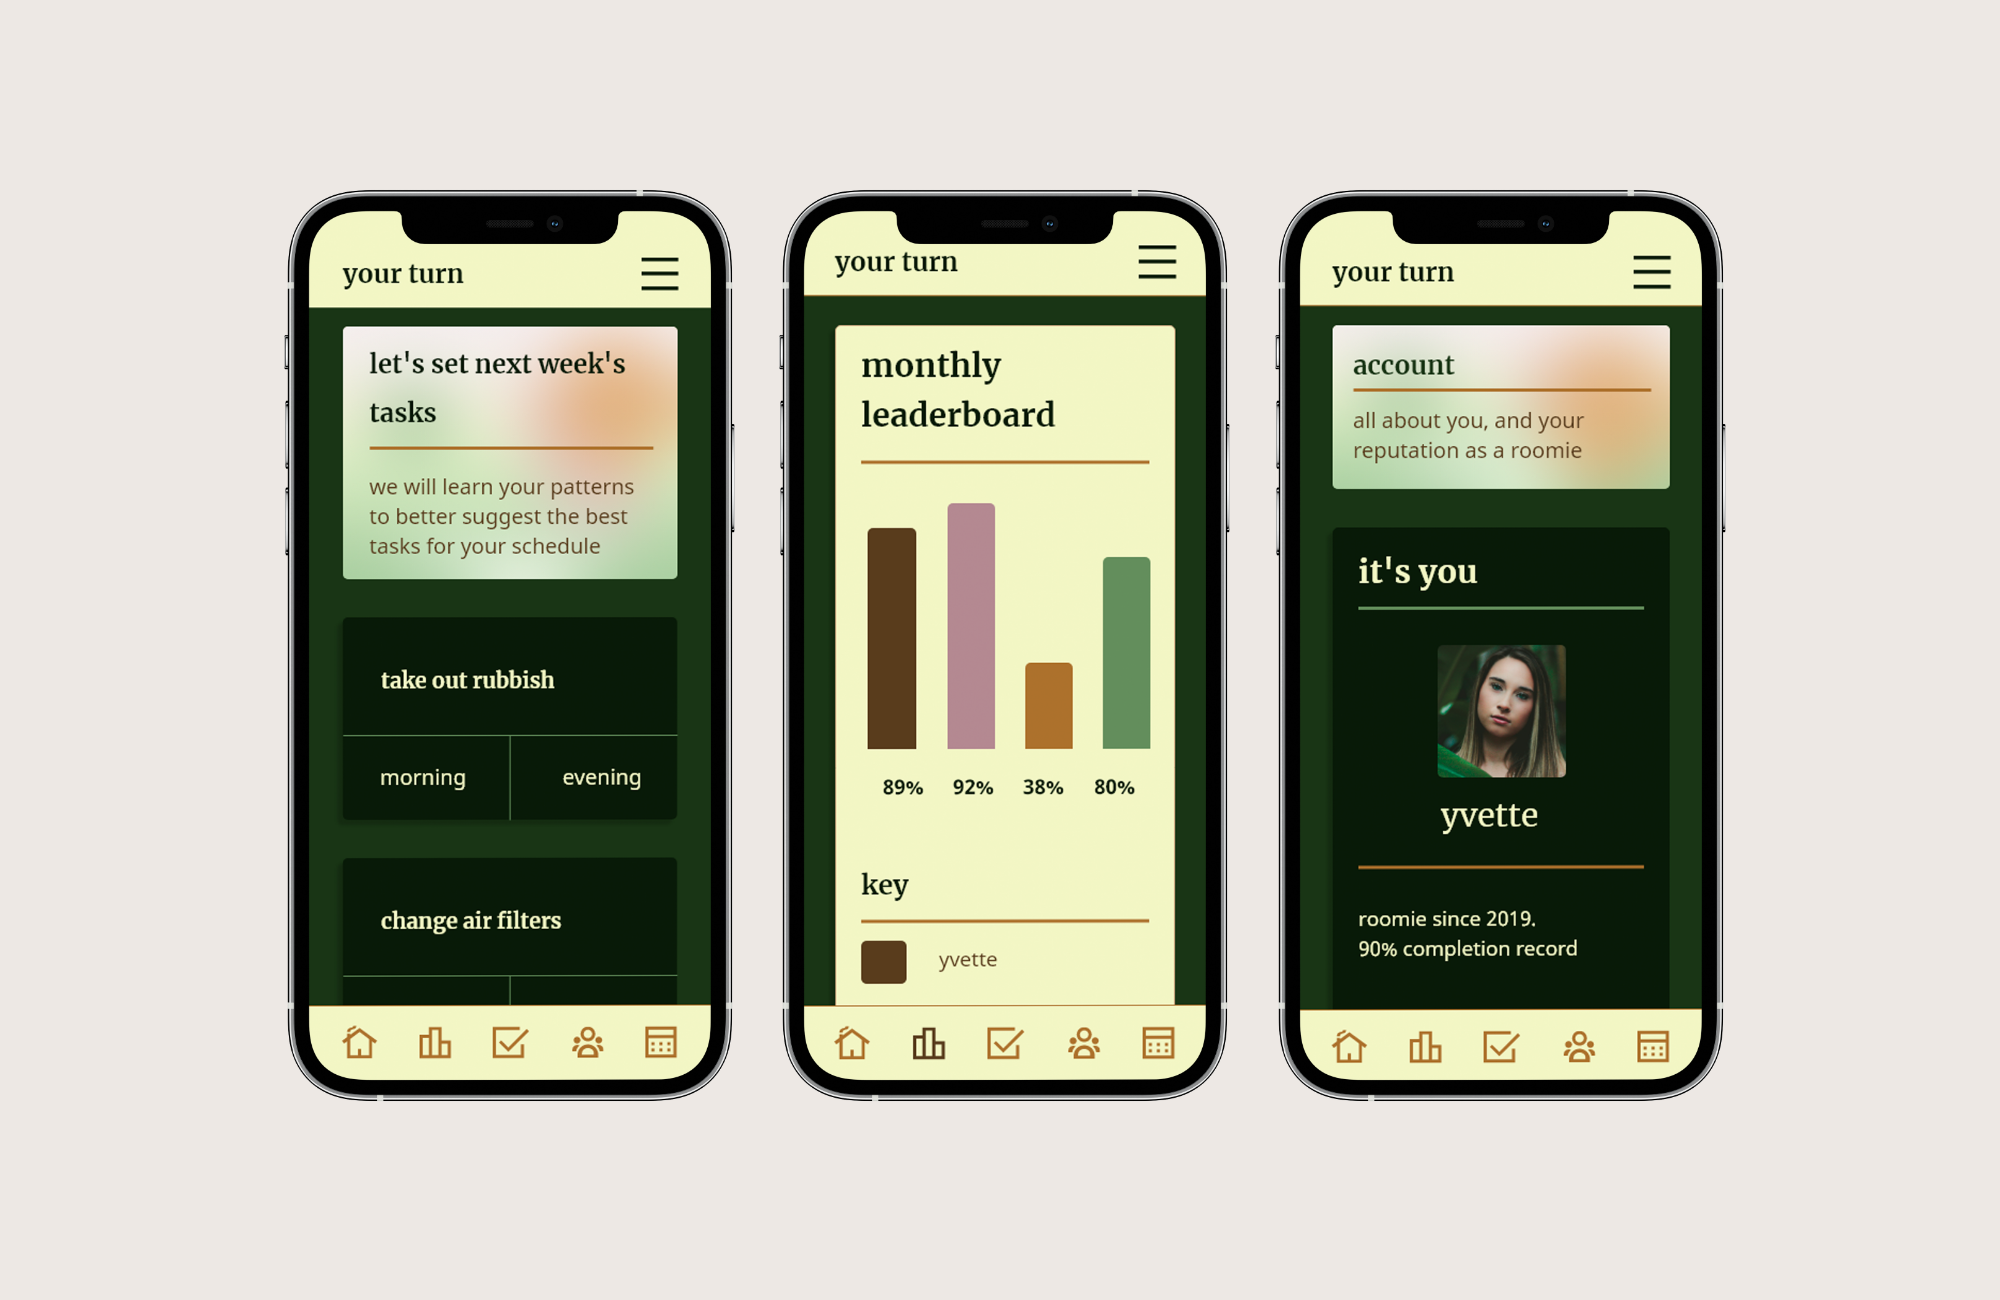 your turn
let's set next week's
tasks
we will learn your patterns
to better suggest the best
tasks for your schedule
take out rubbish
morning
evening
change air filters
your turn
monthly
leaderboard
89% 92% 38% 80%
key
yvette
your turn
account
all about you, and your
reputation as a roomie
it's you
yvette
roomie since 2019.
90% completion record